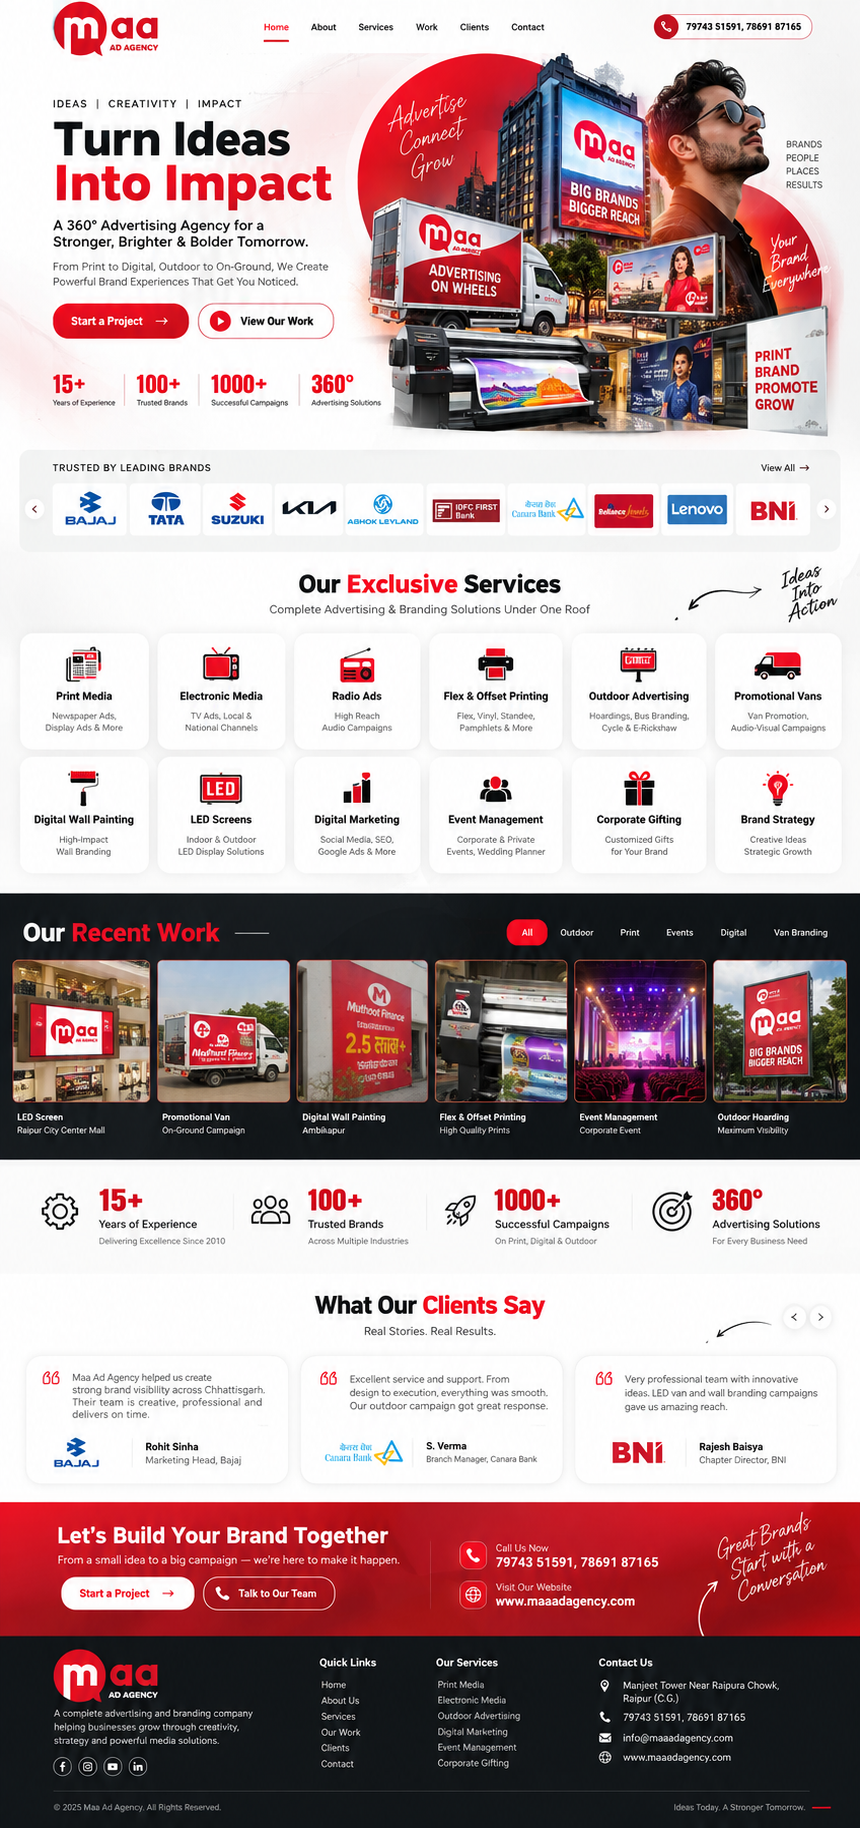 maa
AD AGENCY
Home
About
Services
Work
Clients
Contact
79743 51591, 78691 87165
IDEAS | CREATIVITY | IMPACT
Turn Ideas
Into Impact
A 360° Advertising Agency for a
Stronger, Brighter & Bolder Tomorrow.
From Print to Digital, Outdoor to On-Ground, We Create
Powerful Brand Experiences That Get You Noticed.
Start a Project
View Our Work
15+
Years of Experience
100+
Trusted Brands
1000+
Successful Campaigns
360°
Advertising Solutions
Advertise
Connect
Grow
maa
AD AGENCY
BIG BRANDS
BIGGER REACH
maa
AD AGENCY
ADVERTISING
ON WHEELS
BRANDS
PEOPLE
PLACES
RESULTS
Your
Brand
Everywhere
PRINT
BRAND
PROMOTE
GROW
TRUSTED BY LEADING BRANDS
View All
BAJAJ
TATA
SUZUKI
KIA
ASHOK LEYLAND
IDFC FIRST
Bank
Canara Bank
Reliance Jewels
Lenovo
BNI
Our Exclusive Services
Complete Advertising & Branding Solutions Under One Roof
Ideas
Into
Action
Print Media
Newspaper Ads,
Display Ads & More
Electronic Media
TV Ads, Local &
National Channels
Radio Ads
High Reach
Audio Campaigns
Flex & Offset Printing
Flex, Vinyl, Standee,
Pamphlets & More
Outdoor Advertising
Hoardings, Bus Branding,
Cycle & E-Rickshaw
Promotional Vans
Van Promotion,
Audio-Visual Campaigns
Digital Wall Painting
High-Impact
Wall Branding
LED
LED Screens
Indoor & Outdoor
LED Display Solutions
Digital Marketing
Social Media, SEO,
Google Ads & More
Event Management
Corporate & Private
Events, Wedding Planner
Corporate Gifting
Customized Gifts
for Your Brand
Brand Strategy
Creative Ideas
Strategic Growth
Our Recent Work
All
Outdoor
Print
Events
Digital
Van Branding
maa
Muthoot Finance
2.5
maa
BIG BRANDS
BIGGER REACH
LED Screen
Raipur City Center Mall
Promotional Van
On-Ground Campaign
Digital Wall Painting
Ambikapur
Flex & Offset Printing
High Quality Prints
Event Management
Corporate Event
Outdoor Hoarding
Maximum Visibility
15+
Years of Experience
Delivering Excellence Since 2010
100+
Trusted Brands
Across Multiple Industries
1000+
Successful Campaigns
On Print, Digital & Outdoor
360°
Advertising Solutions
For Every Business Need
What Our Clients Say
Real Stories. Real Results.
Maa Ad Agency helped us create
strong brand visibility across Chhattisgarh.
Their team is creative, professional and
delivers on time.
BAJAJ
Rohit Sinha
Marketing Head, Bajaj
Excellent service and support. From
design to execution, everything was smooth.
Our outdoor campaign got great response.
Canara Bank
S. Verma
Branch Manager, Canara Bank
Very professional team with innovative
ideas. LED van and wall branding campaigns
gave us amazing reach.
BNI
Rajesh Baisya
Chapter Director, BNI
Let's Build Your Brand Together
From a small idea to a big campaign — we're here to make it happen.
Start a Project
Talk to Our Team
Call Us Now
79743 51591, 78691 87165
Visit Our Website
www.maaadagency.com
Great Brands
Start with a
Conversation
maa
AD AGENCY
A complete advertising and branding company
helping businesses grow through creativity,
strategy and powerful media solutions.
Quick Links
Home
About Us
Services
Our Work
Clients
Contact
Our Services
Print Media
Electronic Media
Outdoor Advertising
Digital Marketing
Event Management
Corporate Gifting
Contact Us
Manjeet Tower Near Raipura Chowk,
Raipur (C.G.)
79743 51591, 78691 87165
info@maaadagency.com
www.maaadagency.com
© 2025 Maa Ad Agency. All Rights Reserved.
Ideas Today. A Stronger Tomorrow.